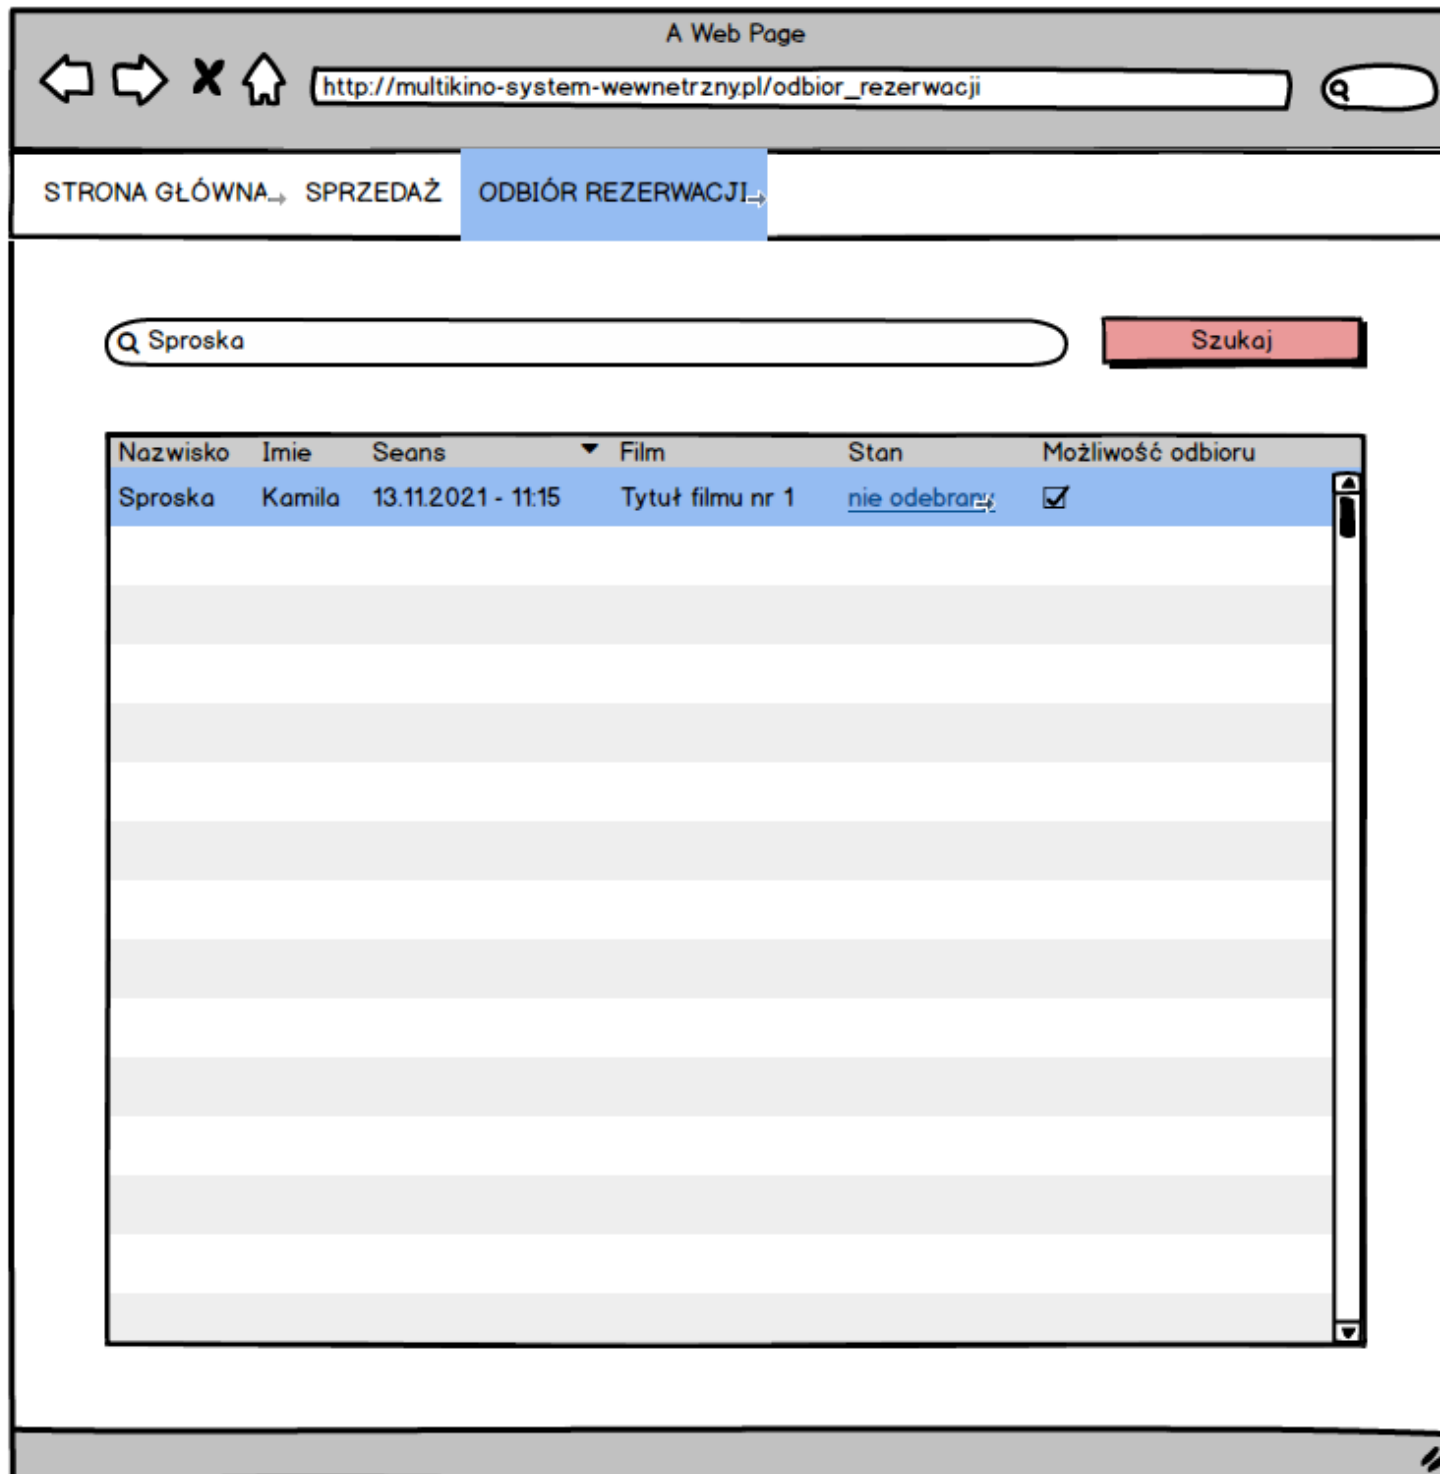 A Web Page
http://multikino-system-wewnetrzny.pl/odbior_rezerwacji
STRONA GŁÓWNA SPRZEDAŻ ODBIÓR REZERWACJI
Sproska Szukaj
Nazwisko Imie Seans Film Stan Możliwość odbioru
Sproska Kamila 13.11.2021 - 11:15 Tytuł filmu nr 1 nie odebrany